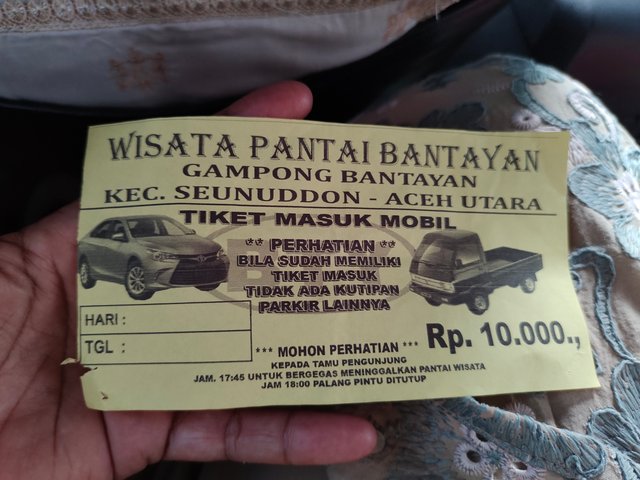 WISATA PANTAI BANTAYAN
GAMPONG BANTAYAN
KEC. SEUNUDDON - ACEH UTARA
TIKET MASUK MOBIL
** PERHATIAN **
BILA SUDAH MEMILIKI
TIKET MASUK
TIDAK ADA KUTIPAN
PARKIR LAINNYA
HARI :
TGL :
Rp. 10.000.,
*** MOHON PERHATIAN ***
KEPADA TAMU PENGUNJUNG
JAM. 17:45 UNTUK BERGEGAS MENINGGALKAN PANTAI WISATA
JAM 18:00 PALANG PINTU DITUTUP